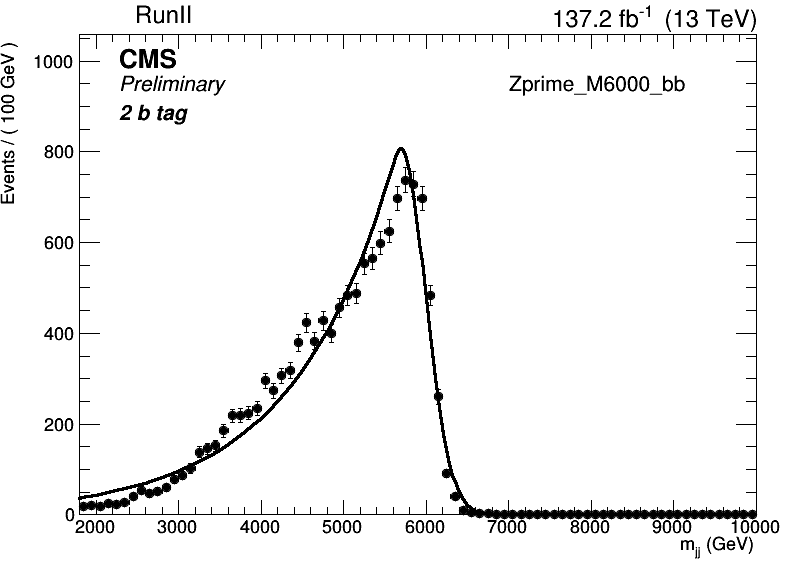 RunII
137.2 fb-1 (13 TeV)
CMS
Preliminary
2 b tag
Zprime_M6000_bb
Events / ( 100 GeV )
1000
800
600
400
200
0
2000 3000 4000 5000 6000 7000 8000 9000 10000
mjj (GeV)